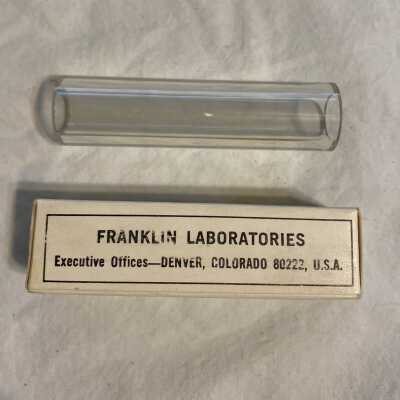 FRANKLIN LABORATORIES
Executive Offices—DENVER, COLORADO 80222, U.S.A.